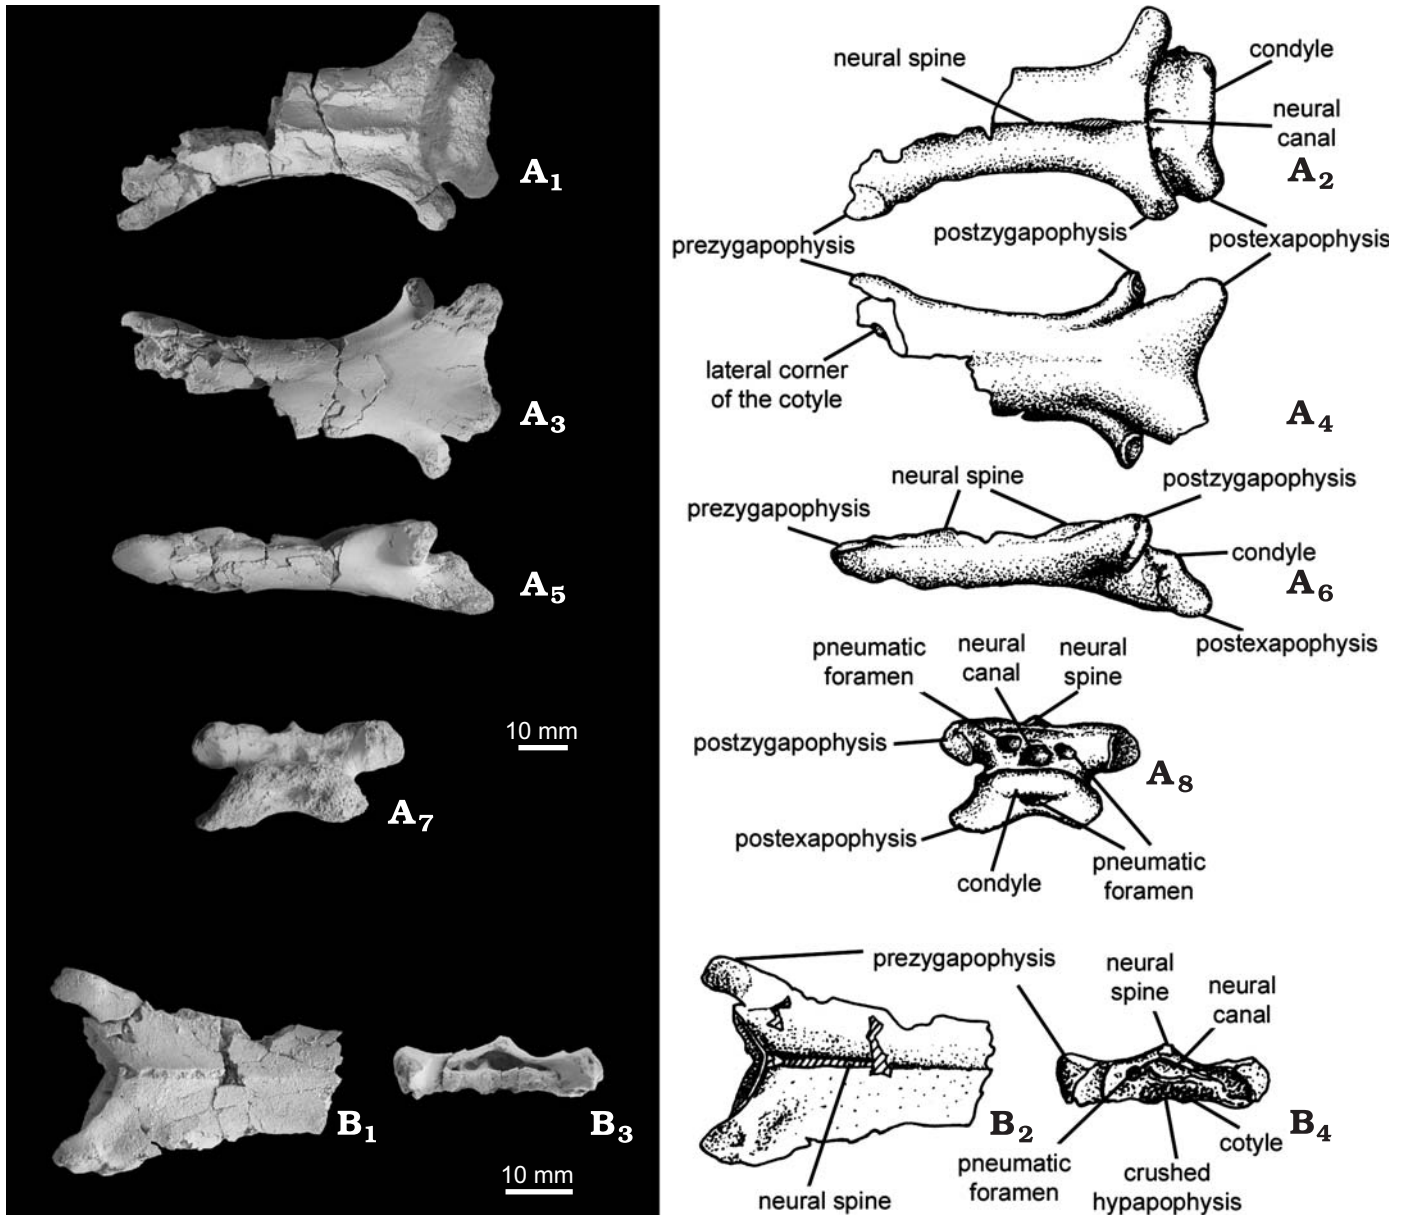 neural spine
condyle
neural
canal
A1
A2
prezygapophysis
postzygapophysis
postexapophysis
lateral corner
of the cotyle
A3
A4
neural spine
postzygapophysis
prezygapophysis
condyle
A5
A6
postexapophysis
pneumatic
foramen
neural
canal
neural
spine
10 mm
postzygapophysis
A7
A8
postexapophysis
condyle
pneumatic
foramen
prezygapophysis
neural
spine
neural
canal
B1
B3
B2
B4
cotyle
pneumatic
foramen
crushed
hypapophysis
10 mm
neural spine